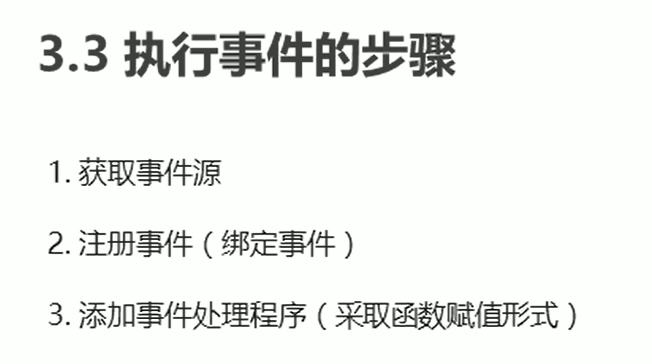 3.3 执行事件的步骤
1. 获取事件源
2. 注册事件（绑定事件）
3. 添加事件处理程序（采取函数赋值形式）